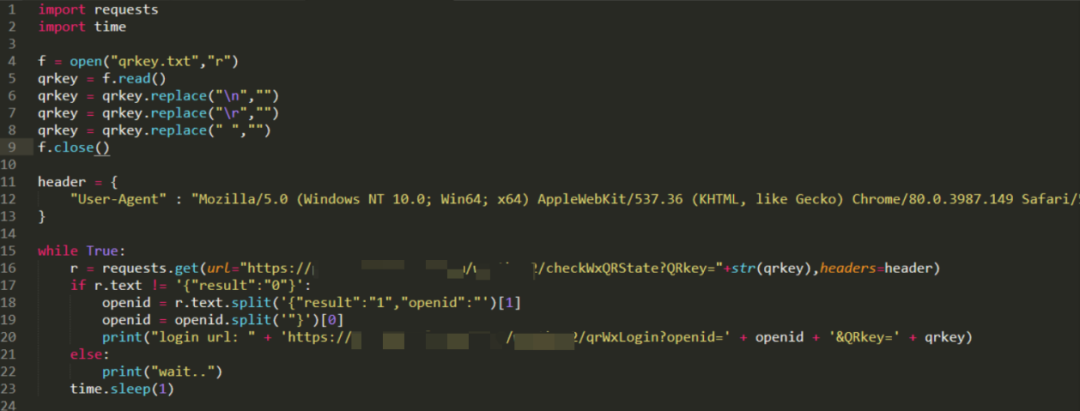 1 import requests
2 import time
3
4 f = open("qrkey.txt","r")
5 qrkey = f.read()
6 qrkey = qrkey.replace("\n","")
7 qrkey = qrkey.replace("\r","")
8 qrkey = qrkey.replace(" ","")
9 f.close()
10
11 header = {
12     "User-Agent" : "Mozilla/5.0 (Windows NT 10.0; Win64; x64) AppleWebKit/537.36 (KHTML, like Gecko) Chrome/80.0.3987.149 Safari/
13 }
14
15 while True:
16     r = requests.get(url="https:// /checkWxQRState?QRkey="+str(qrkey),headers=header)
17     if r.text != '{"result":"0"}':
18         openid = r.text.split('{"result":"1","openid":"')[1]
19         openid = openid.split('"}')[0]
20         print("login url: " + 'https:// 2/qrWxLogin?openid=' + openid + '&QRkey=' + qrkey)
21     else:
22         print("wait..")
23     time.sleep(1)
24